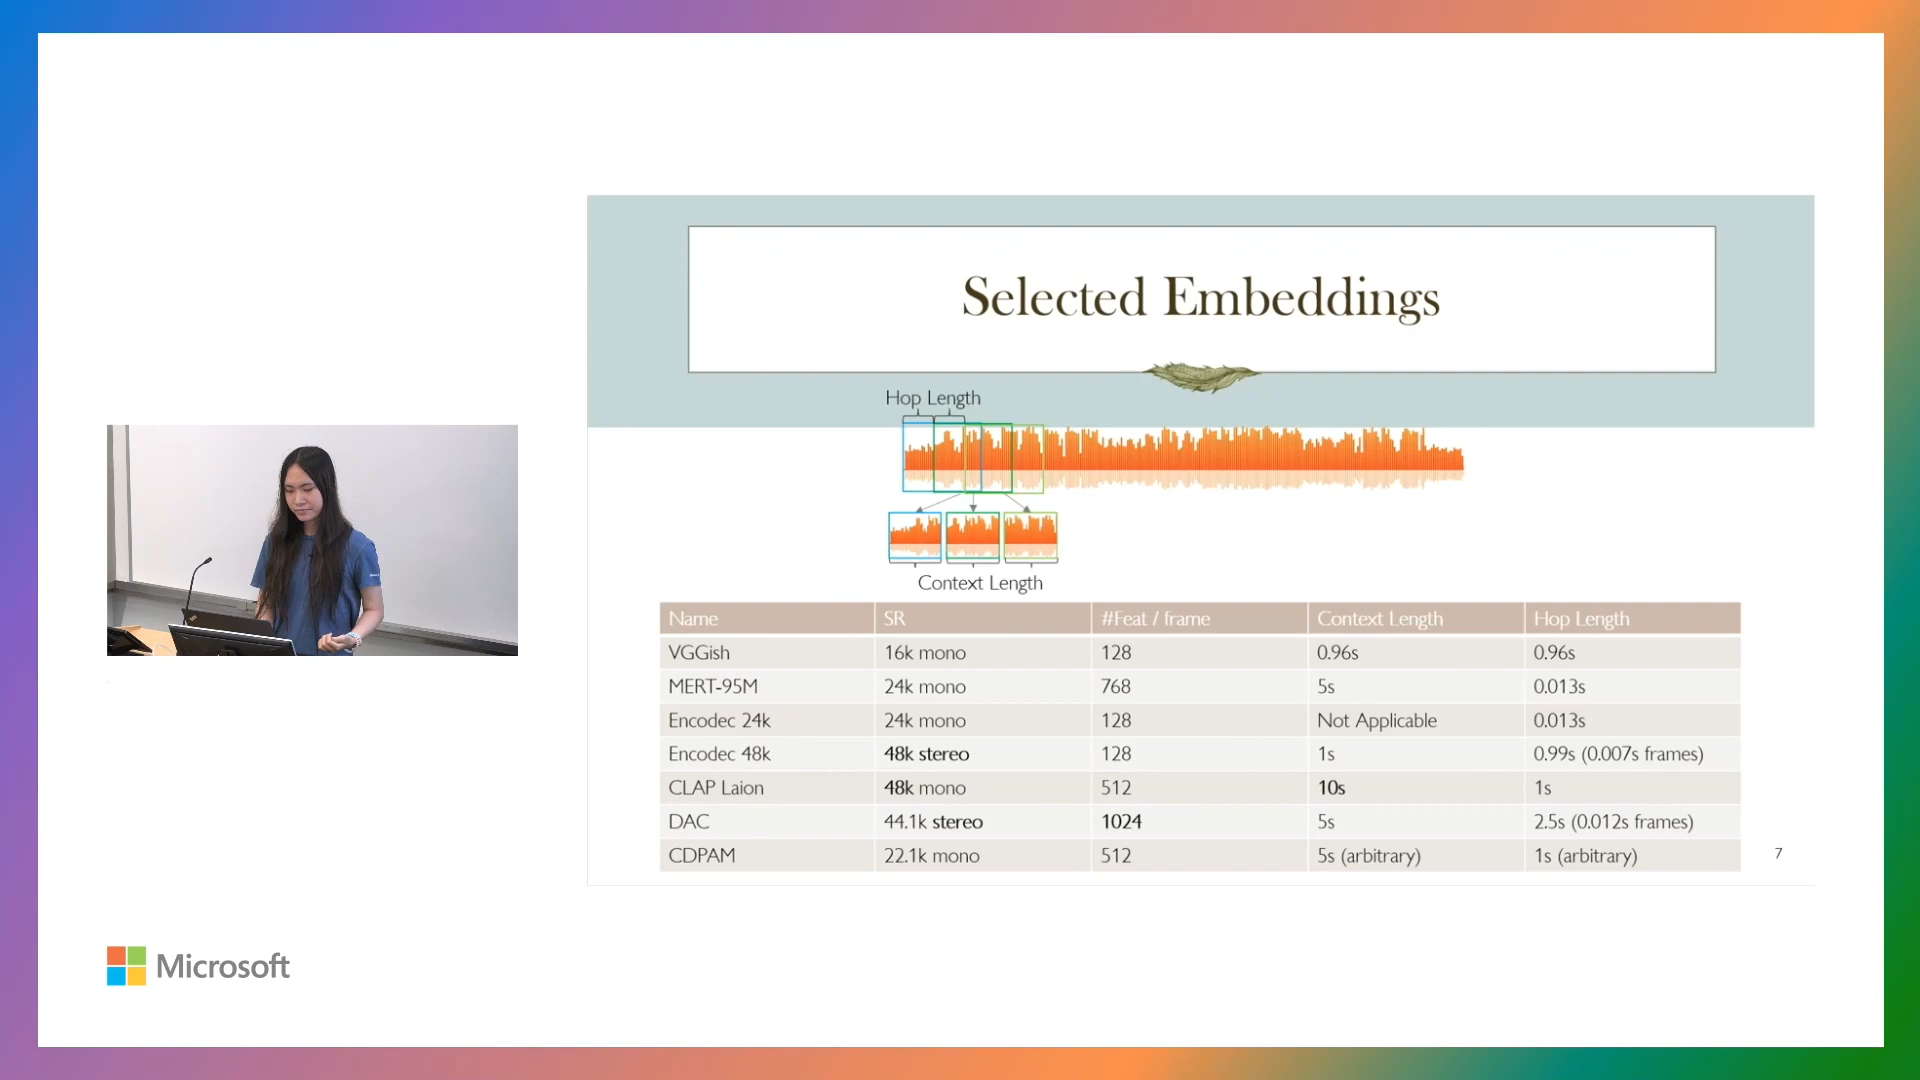 Selected Embeddings
Hop Length
Context Length
Name SR #Feat / frame Context Length Hop Length
VGGish 16k mono 128 0.96s 0.96s
MERT-95M 24k mono 768 5s 0.013s
Encodec 24k 24k mono 128 Not Applicable 0.013s
Encodec 48k 48k stereo 128 1s 0.99s (0.007s frames)
CLAP Laion 48k mono 512 10s 1s
DAC 44.1k stereo 1024 5s 2.5s (0.012s frames)
CDPAM 22.1k mono 512 5s (arbitrary) 1s (arbitrary)
7
Microsoft